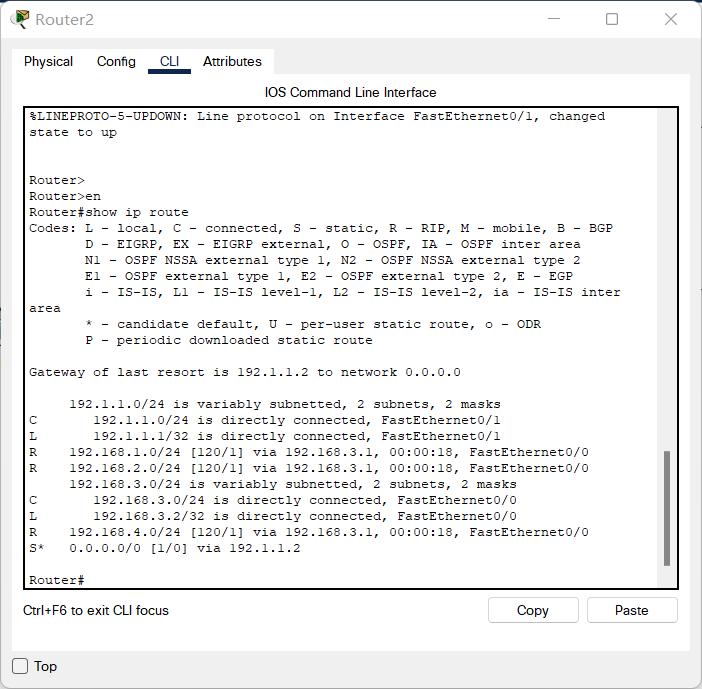 Router2
Physical Config CLI Attributes
IOS Command Line Interface
%LINEPROTO-5-UPDOWN: Line protocol on Interface FastEthernet0/1, changed
state to up
Router>
Router>en
Router#show ip route
Codes: L - local, C - connected, S - static, R - RIP, M - mobile, B - BGP
D - EIGRP, EX - EIGRP external, O - OSPF, IA - OSPF inter area
N1 - OSPF NSSA external type 1, N2 - OSPF NSSA external type 2
E1 - OSPF external type 1, E2 - OSPF external type 2, E - EGP
i - IS-IS, L1 - IS-IS level-1, L2 - IS-IS level-2, ia - IS-IS inter
area
* - candidate default, U - per-user static route, o - ODR
P - periodic downloaded static route
Gateway of last resort is 192.1.1.2 to network 0.0.0.0
192.1.1.0/24 is variably subnetted, 2 subnets, 2 masks
C 192.1.1.0/24 is directly connected, FastEthernet0/1
L 192.1.1.1/32 is directly connected, FastEthernet0/1
R 192.168.1.0/24 [120/1] via 192.168.3.1, 00:00:18, FastEthernet0/0
R 192.168.2.0/24 [120/1] via 192.168.3.1, 00:00:18, FastEthernet0/0
192.168.3.0/24 is variably subnetted, 2 subnets, 2 masks
C 192.168.3.0/24 is directly connected, FastEthernet0/0
L 192.168.3.2/32 is directly connected, FastEthernet0/0
R 192.168.4.0/24 [120/1] via 192.168.3.1, 00:00:18, FastEthernet0/0
S* 0.0.0.0/0 [1/0] via 192.1.1.2
Router#
Ctrl+F6 to exit CLI focus
Copy Paste
Top